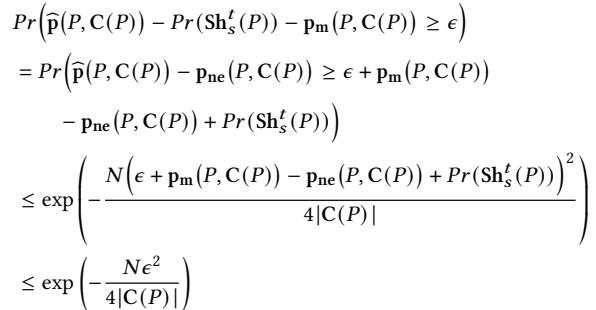 Pr(p̂(P, C(P)) − Pr(Sh_s^t(P)) − p_m(P, C(P)) ≥ ϵ)
= Pr(p̂(P, C(P)) − p_ne(P, C(P)) ≥ ϵ + p_m(P, C(P))
− p_ne(P, C(P)) + Pr(Sh_s^t(P)))
≤ exp(− N(ϵ + p_m(P, C(P)) − p_ne(P, C(P)) + Pr(Sh_s^t(P)))^2 / 4|C(P)|)
≤ exp(− Nϵ^2 / 4|C(P)|)